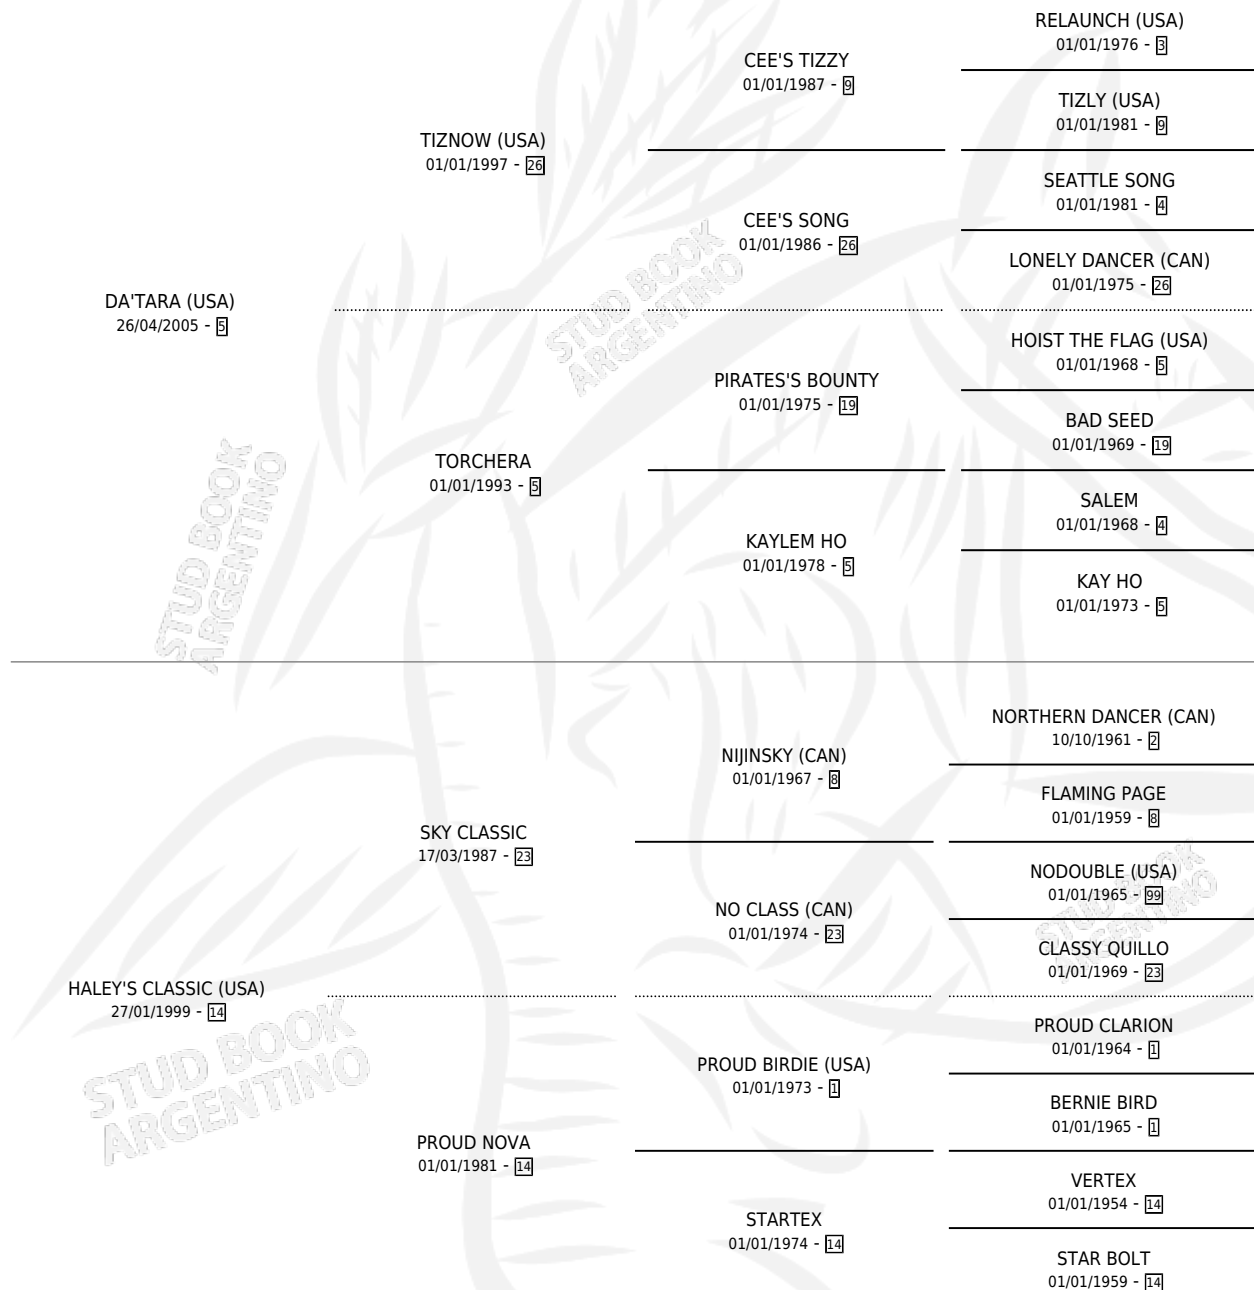 RELAUNCH (USA)
01/01/1976 - 3
CEE'S TIZZY
01/01/1987 - 9
TIZLY (USA)
01/01/1981 - 9
TIZNOW (USA)
01/01/1997 - 26
SEATTLE SONG
01/01/1981 - 4
CEE'S SONG
01/01/1986 - 26
LONELY DANCER (CAN)
01/01/1975 - 26
DA'TARA (USA)
26/04/2005 - 5
STUD BOOK
ARGENTINO
HOIST THE FLAG (USA)
01/01/1968 - 5
PIRATES'S BOUNTY
01/01/1975 - 19
BAD SEED
01/01/1969 - 19
TORCHERA
01/01/1993 - 5
SALEM
01/01/1968 - 4
KAYLEM HO
01/01/1978 - 5
KAY HO
01/01/1973 - 5
STUD BOOK
ARGENTINO
NORTHERN DANCER (CAN)
10/10/1961 - 2
NIJINSKY (CAN)
01/01/1967 - 8
FLAMING PAGE
01/01/1959 - 8
SKY CLASSIC
17/03/1987 - 23
NODOUBLE (USA)
01/01/1965 - 99
NO CLASS (CAN)
01/01/1974 - 23
CLASSY QUILLO
01/01/1969 - 23
STUD BOOK
ARGENTINO
HALEY'S CLASSIC (USA)
27/01/1999 - 14
STUD BOOK
ARGENTINO
PROUD CLARION
01/01/1964 - 1
PROUD BIRDIE (USA)
01/01/1973 - 1
BERNIE BIRD
01/01/1965 - 1
PROUD NOVA
01/01/1981 - 14
VERTEX
01/01/1954 - 14
STARTEX
01/01/1974 - 14
STAR BOLT
01/01/1959 - 14